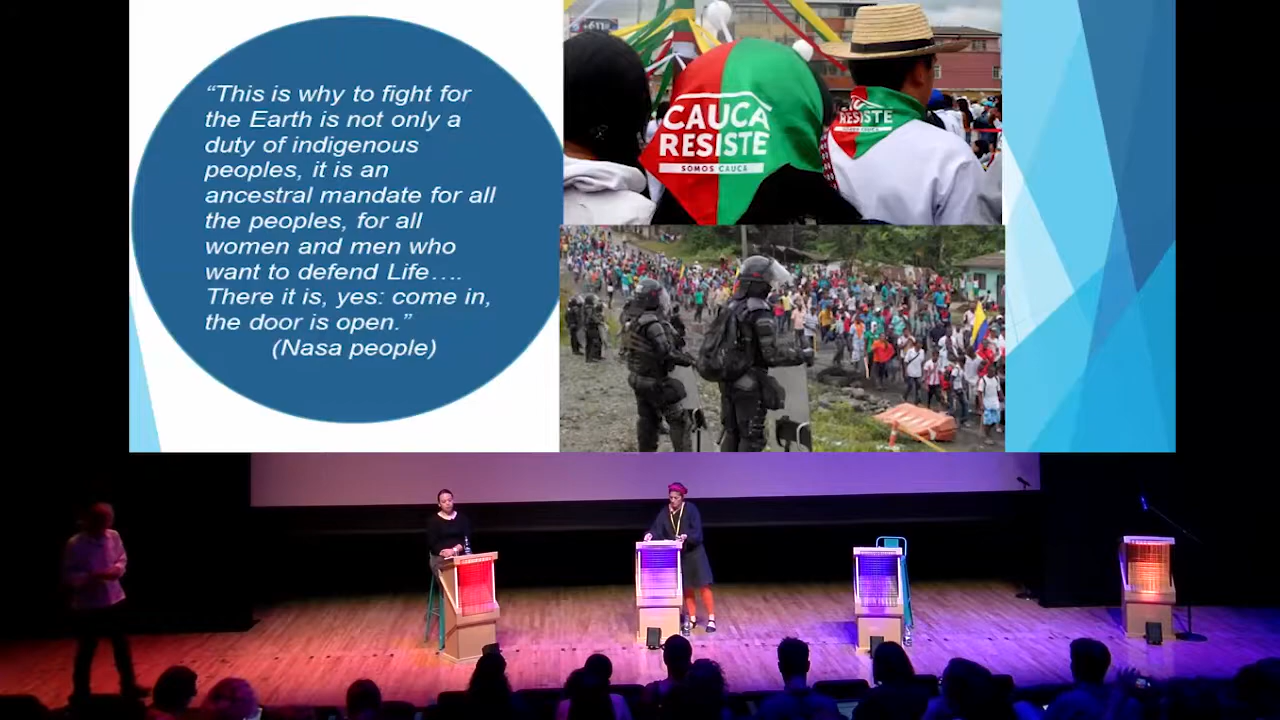 “This is why to fight for
the Earth is not only a
duty of indigenous
peoples, it is an
ancestral mandate for all
the peoples, for all
women and men who
want to defend Life….
There it is, yes: come in,
the door is open.”
(Nasa people)
CAUCA
RESISTE
SOMOS CAUCA
RESISTE